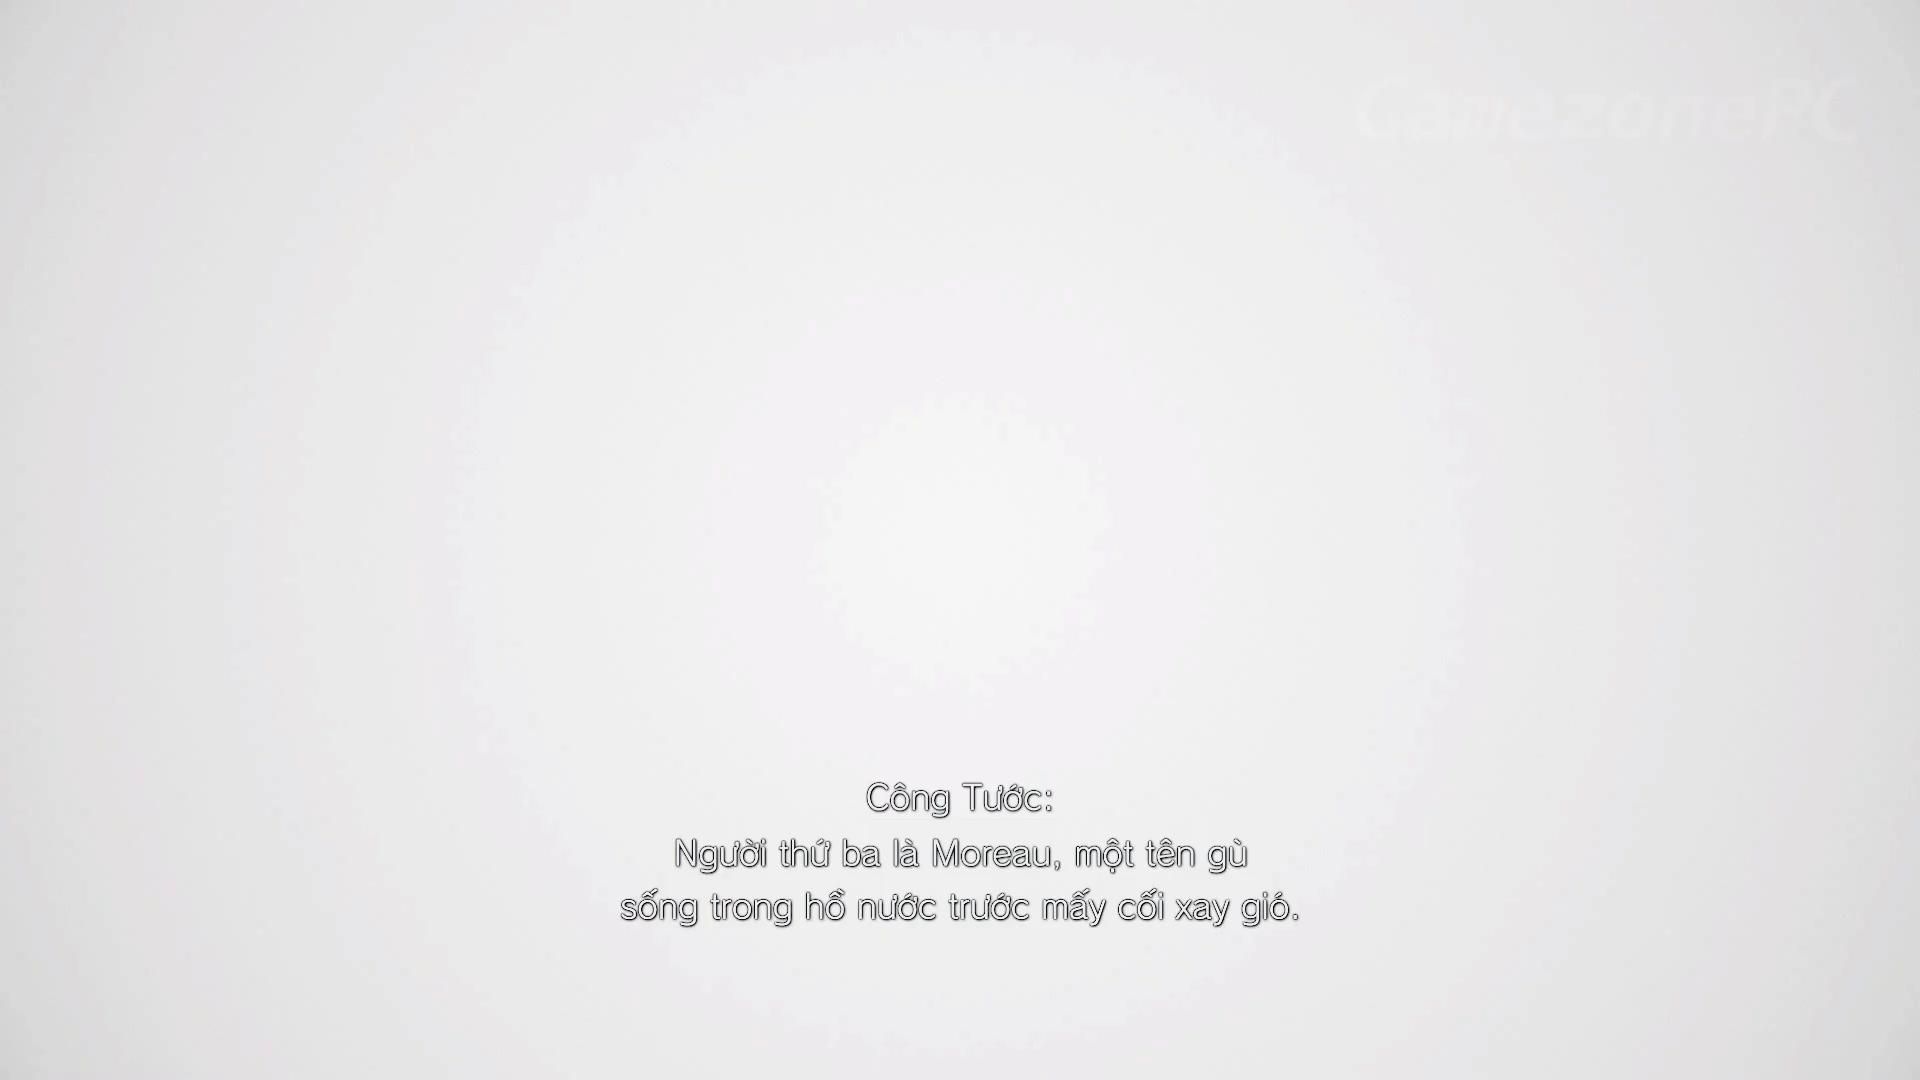 GamezonePC
Công Tước:
Người thứ ba là Moreau, một tên gù
sống trong hồ nước trước mấy cối xay gió.